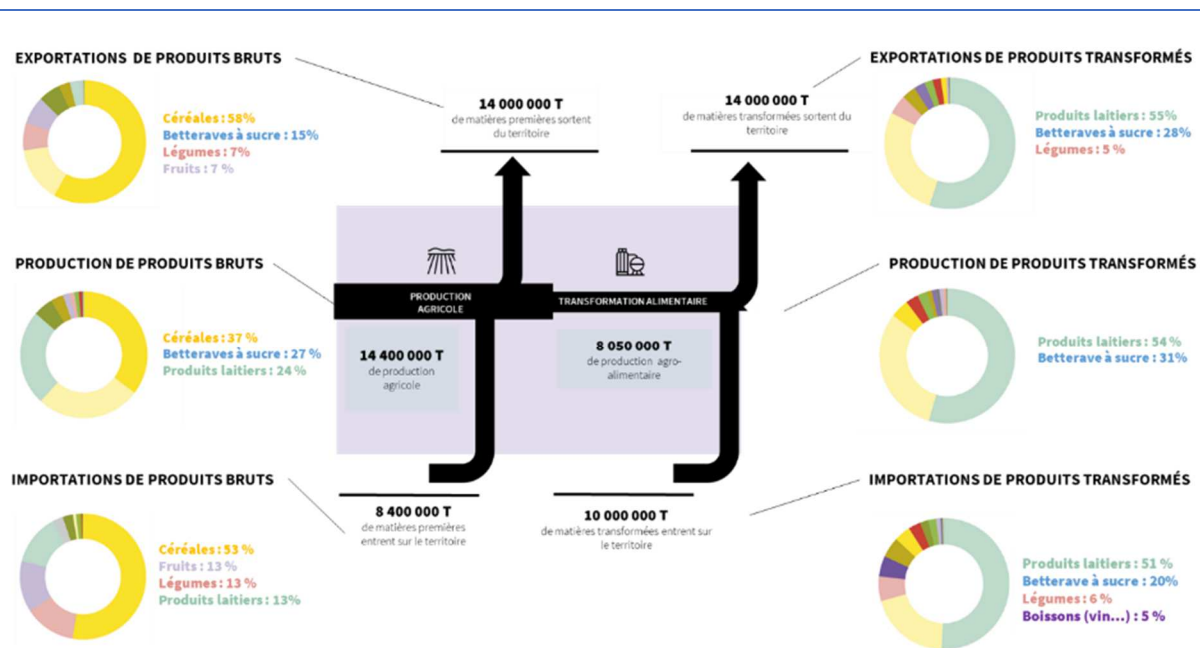 EXPORTATIONS DE PRODUITS BRUTS
Céréales : 58%
Betteraves à sucre : 15%
Légumes : 7%
Fruits : 7 %
14 000 000 T
de matières premières sortent
du territoire
14 000 000 T
de matières transformées sortent du
territoire
EXPORTATIONS DE PRODUITS TRANSFORMÉS
Produits laitiers : 55%
Betteraves à sucre : 28%
Légumes : 5 %
PRODUCTION DE PRODUITS BRUTS
Céréales : 37 %
Betteraves à sucre : 27 %
Produits laitiers : 24 %
PRODUCTION
AGRICOLE
14 400 000 T
de production
agricole
TRANSFORMATION ALIMENTAIRE
8 050 000 T
de production agro-
alimentaire
PRODUCTION DE PRODUITS TRANSFORMÉS
Produits laitiers : 54 %
Betterave à sucre : 31%
IMPORTATIONS DE PRODUITS BRUTS
Céréales : 53 %
Fruits : 13 %
Légumes : 13 %
Produits laitiers : 13%
8 400 000 T
de matières premières
entrent sur le territoire
10 000 000 T
de matières transformées entrent sur
le territoire
IMPORTATIONS DE PRODUITS TRANSFORMÉS
Produits laitiers : 51 %
Betterave à sucre : 20%
Légumes : 6 %
Boissons (vin...) : 5 %